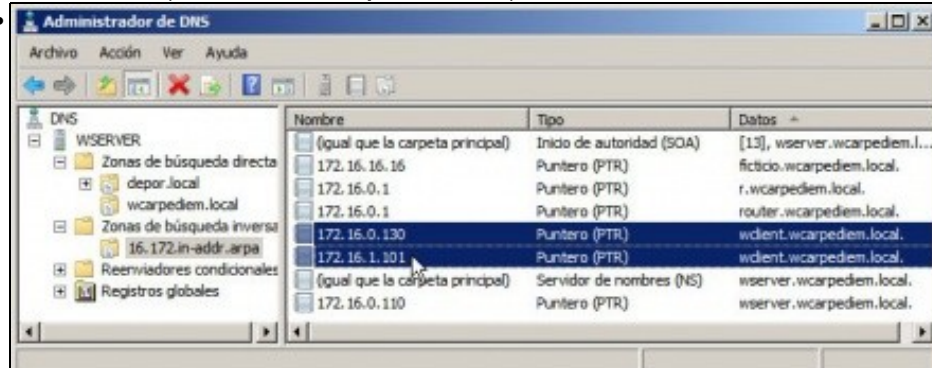 Administrador de DNS
Archivo Acción Ver Ayuda
DNS
WSERVER
Zonas de búsqueda directa
depor.local
wcarpediem.local
Zonas de búsqueda inversa
16.172.in-addr.arpa
Reenviadores condicionales
Registros globales
Nombre Tipo Datos
(igual que la carpeta principal) Inicio de autoridad (SOA) [13], wserver.wcarpediem.l...
172.16.16.16 Puntero (PTR) ficticio.wcarpediem.local.
172.16.0.1 Puntero (PTR) r.wcarpediem.local.
172.16.0.1 Puntero (PTR) router.wcarpediem.local.
172.16.0.130 Puntero (PTR) wclient.wcarpediem.local.
172.16.1.101 Puntero (PTR) wclient.wcarpediem.local.
(igual que la carpeta principal) Servidor de nombres (NS) wserver.wcarpediem.local.
172.16.0.110 Puntero (PTR) wserver.wcarpediem.local.